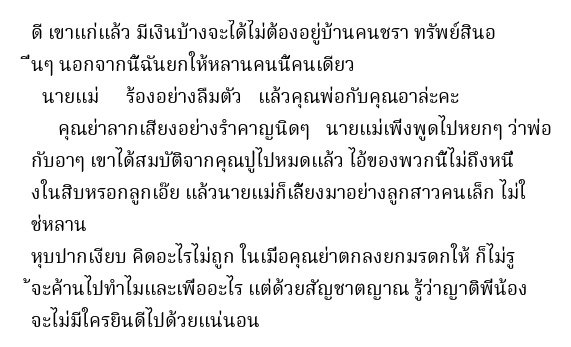 ดี เขาแก่แล้ว มีเงินบ้างจะได้ไม่ต้องอยู่บ้านคนชรา ทรัพย์สินอ
ื่นๆ นอกจากนี้ฉันยกให้หลานคนนี้คนเดียว
นายแม่ ร้องอย่างลืมตัว แล้วคุณพ่อกับคุณอาล่ะคะ
คุณย่าลากเสียงอย่างรำคาญนิดๆ นายแม่เพิ่งพูดไปหยกๆ ว่าพ่อ
กับอาๆ เขาได้สมบัติจากคุณปู่ไปหมดแล้ว ไอ้ของพวกนี้ไม่ถึงหนึ่
งในสิบหรอกลูกเอ๊ย แล้วนายแม่ก็เลี้ยงมาอย่างลูกสาวคนเล็ก ไม่ใ
ช่หลาน
หุบปากเงียบ คิดอะไรไม่ถูก ในเมื่อคุณย่าตกลงยกมรดกให้ ก็ไม่รู
้จะค้านไปทำไมและเพื่ออะไร แต่ด้วยสัญชาตญาณ รู้ว่าญาติพี่น้อง
จะไม่มีใครยินดีไปด้วยแน่นอน